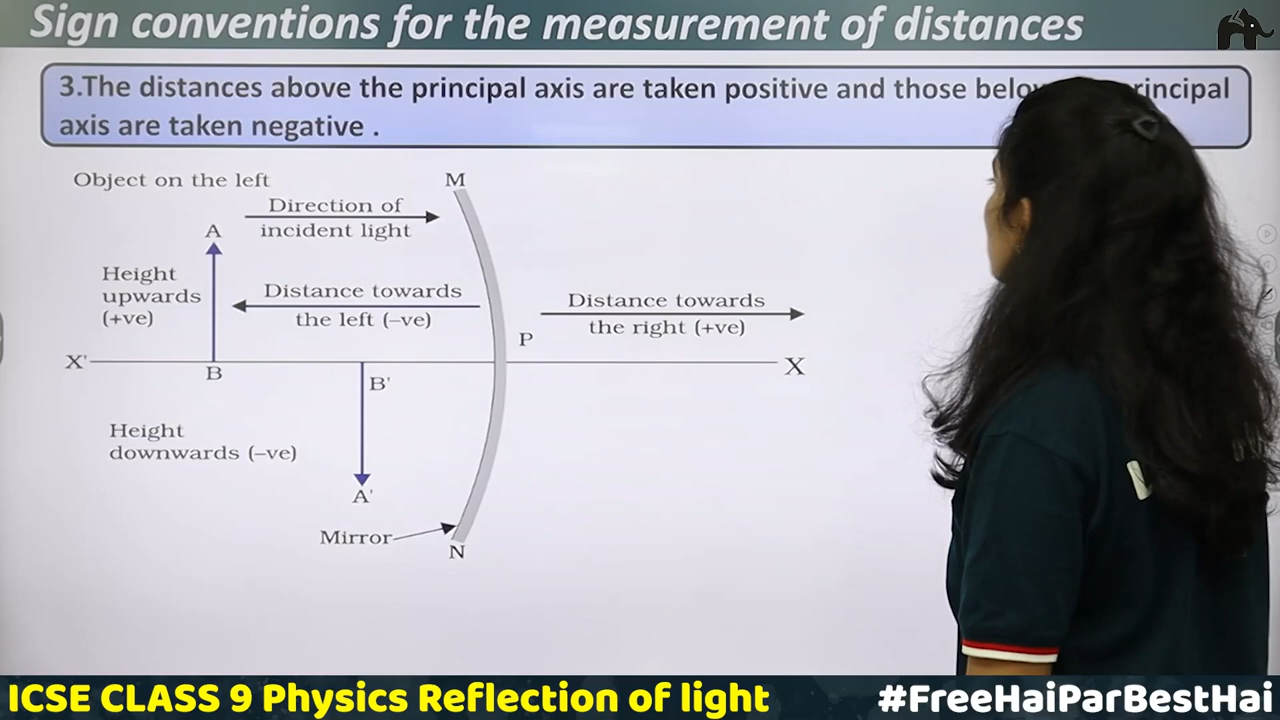 Sign conventions for the measurement of distances
3.The distances above the principal axis are taken positive and those below principal
axis are taken negative .
Object on the left
M
Direction of
incident light
A
Height
upwards
(+ve)
Distance towards
the left (–ve)
Distance towards
the right (+ve)
P
X'
B
B'
X
Height
downwards (–ve)
A'
Mirror
N
ICSE CLASS 9 Physics Reflection of light #FreeHaiParBestHai